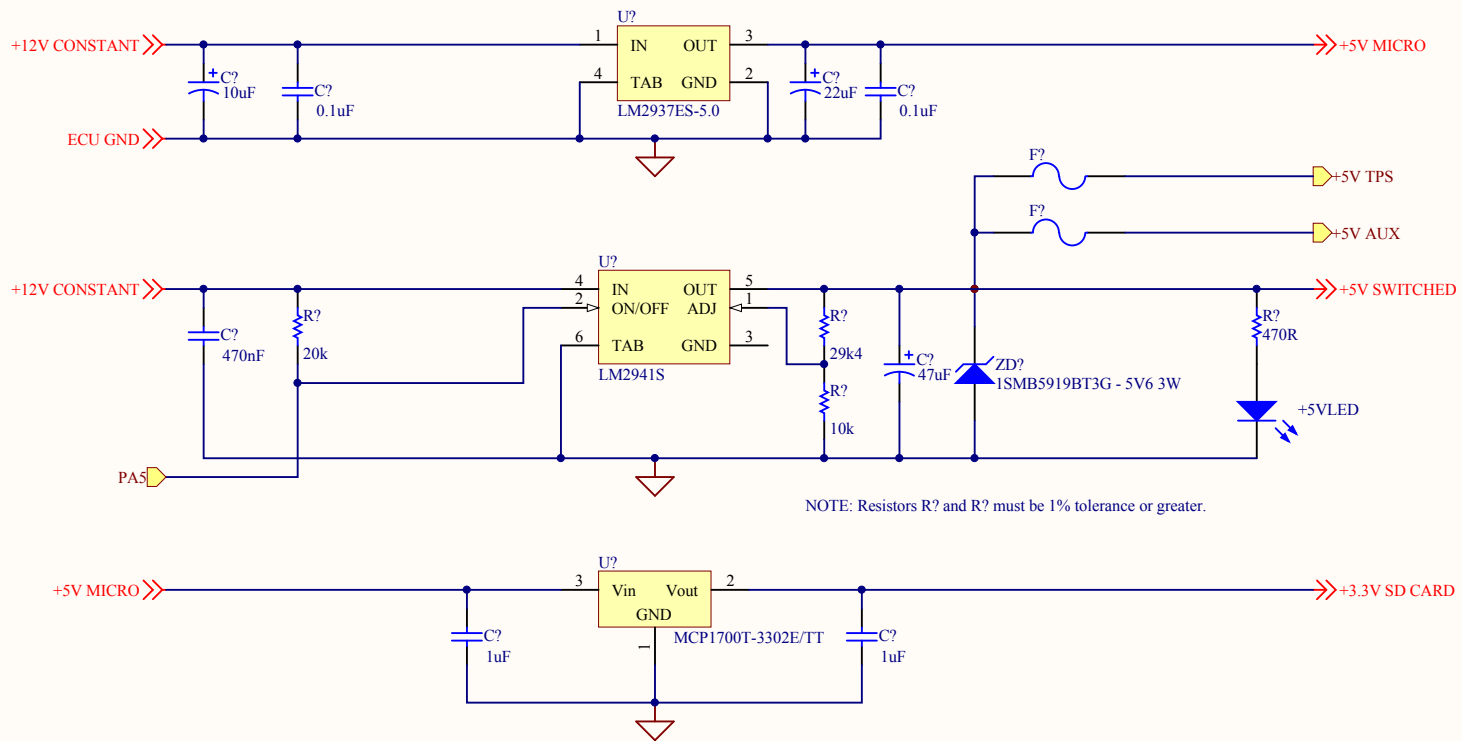 U?
+12V CONSTANT
1
IN
OUT
3
+5V MICRO
+
C?
10uF
C?
0.1uF
4
TAB
GND
2
+
C?
22uF
C?
0.1uF
LM2937ES-5.0
ECU GND
F?
+5V TPS
F?
+5V AUX
U?
+12V CONSTANT
4
IN
OUT
5
+5V SWITCHED
2
ON/OFF
ADJ
1
C?
470nF
R?
20k
6
TAB
GND
3
R?
29k4
R?
470R
LM2941S
+
C?
47uF
ZD?
1SMB5919BT3G - 5V6 3W
R?
10k
+5VLED
PA5
NOTE: Resistors R? and R? must be 1% tolerance or greater.
U?
+5V MICRO
3
Vin
Vout
2
+3.3V SD CARD
GND
C?
1uF
1
MCP1700T-3302E/TT
C?
1uF